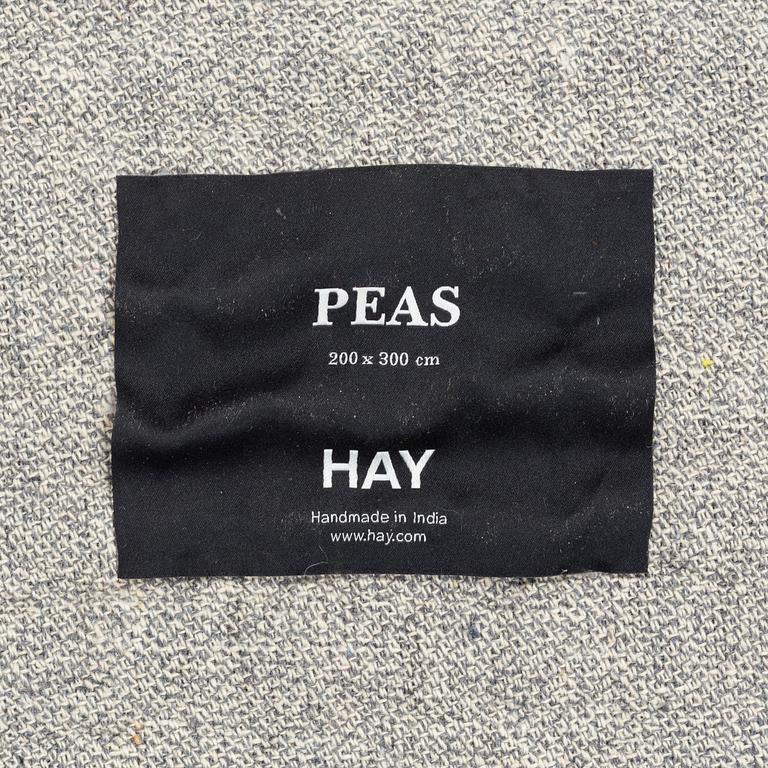 PEAS
200 x 300 cm
HAY
Handmade in India
www.hay.com